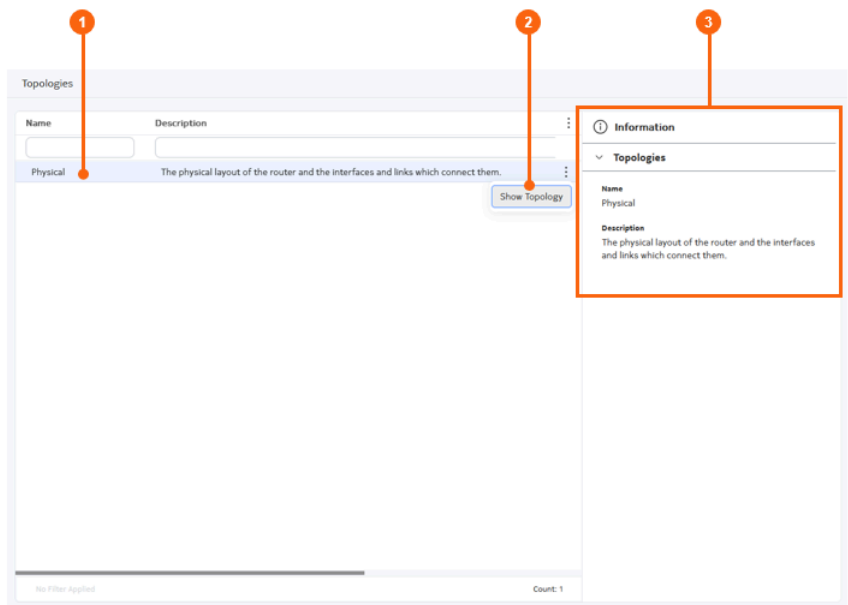 1
2
3
Topologies
Name
Description
Physical
The physical layout of the router and the interfaces and links which connect them.
Show Topology
No Filter Applied
Count: 1
Information
Topologies
Name
Physical
Description
The physical layout of the router and the interfaces
and links which connect them.